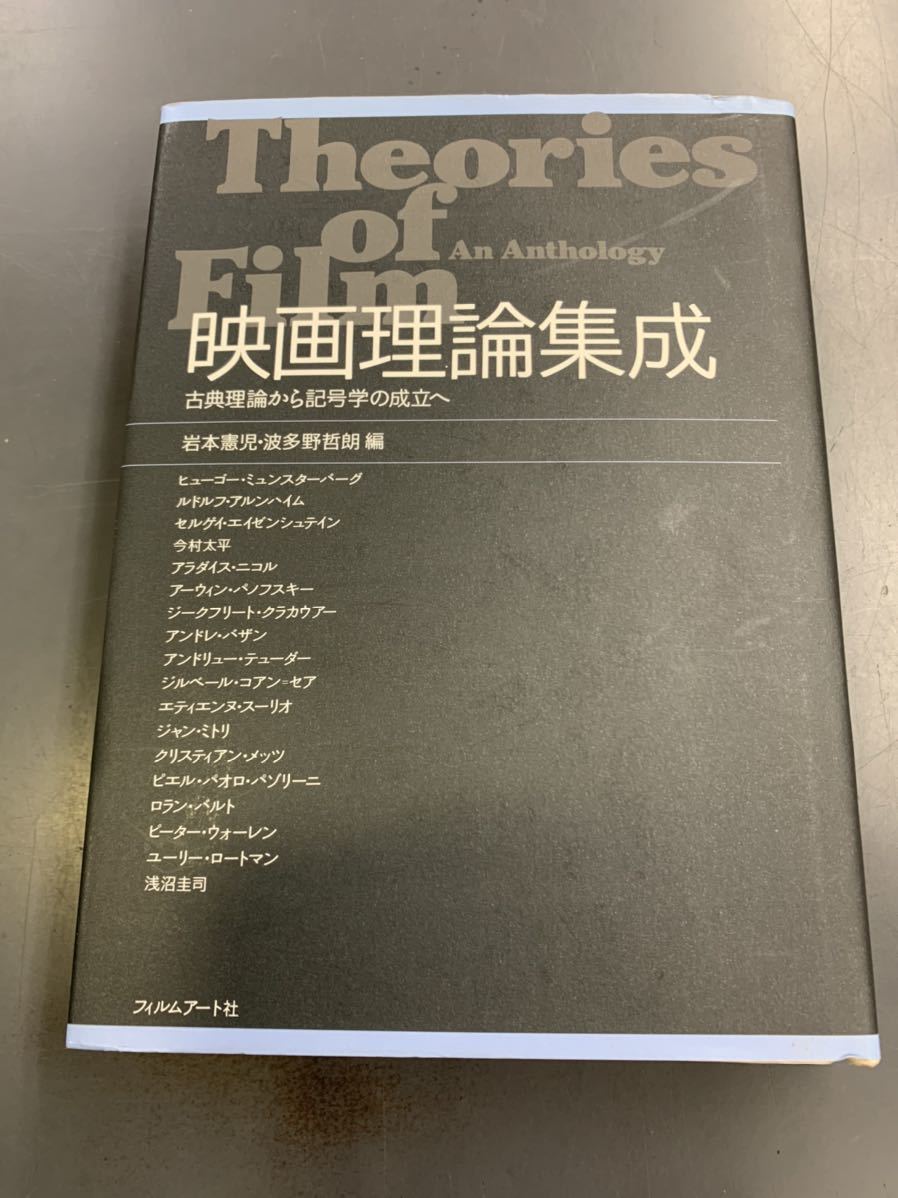 Theories
of
Film An Anthology
映画理論集成
古典理論から記号学の成立へ
岩本憲児・波多野哲朗 編
ヒューゴー・ミュンスターバーグ
ルドルフ・アルンハイム
セルゲイ・エイゼンシュテイン
今村太平
アラダイス・ニコル
アーウィン・パノフスキー
ジークフリート・クラカウアー
アンドレ・バザン
アンドリュー・テューダー
ジルベール・コアン=セア
エティエンヌ・スーリオ
ジャン・ミトリ
クリスティアン・メッツ
ピエル・パオロ・パゾリーニ
ロラン・バルト
ピーター・ウォーレン
ユーリー・ロートマン
浅沼圭司
フィルムアート社